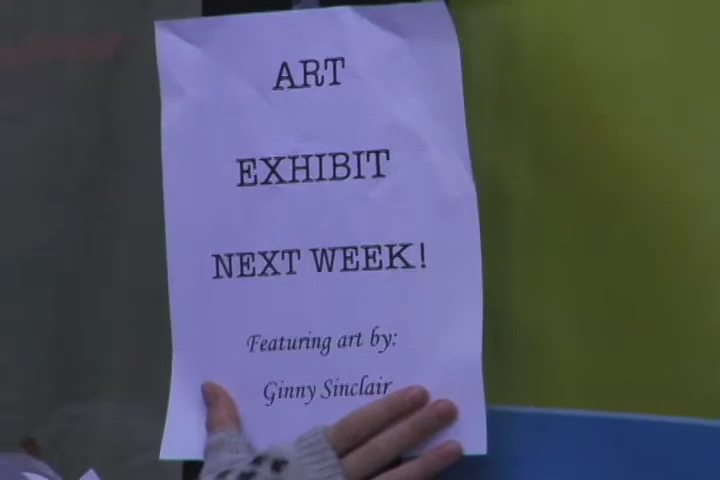 ART
EXHIBIT
NEXT WEEK!
Featuring art by:
Ginny Sinclair